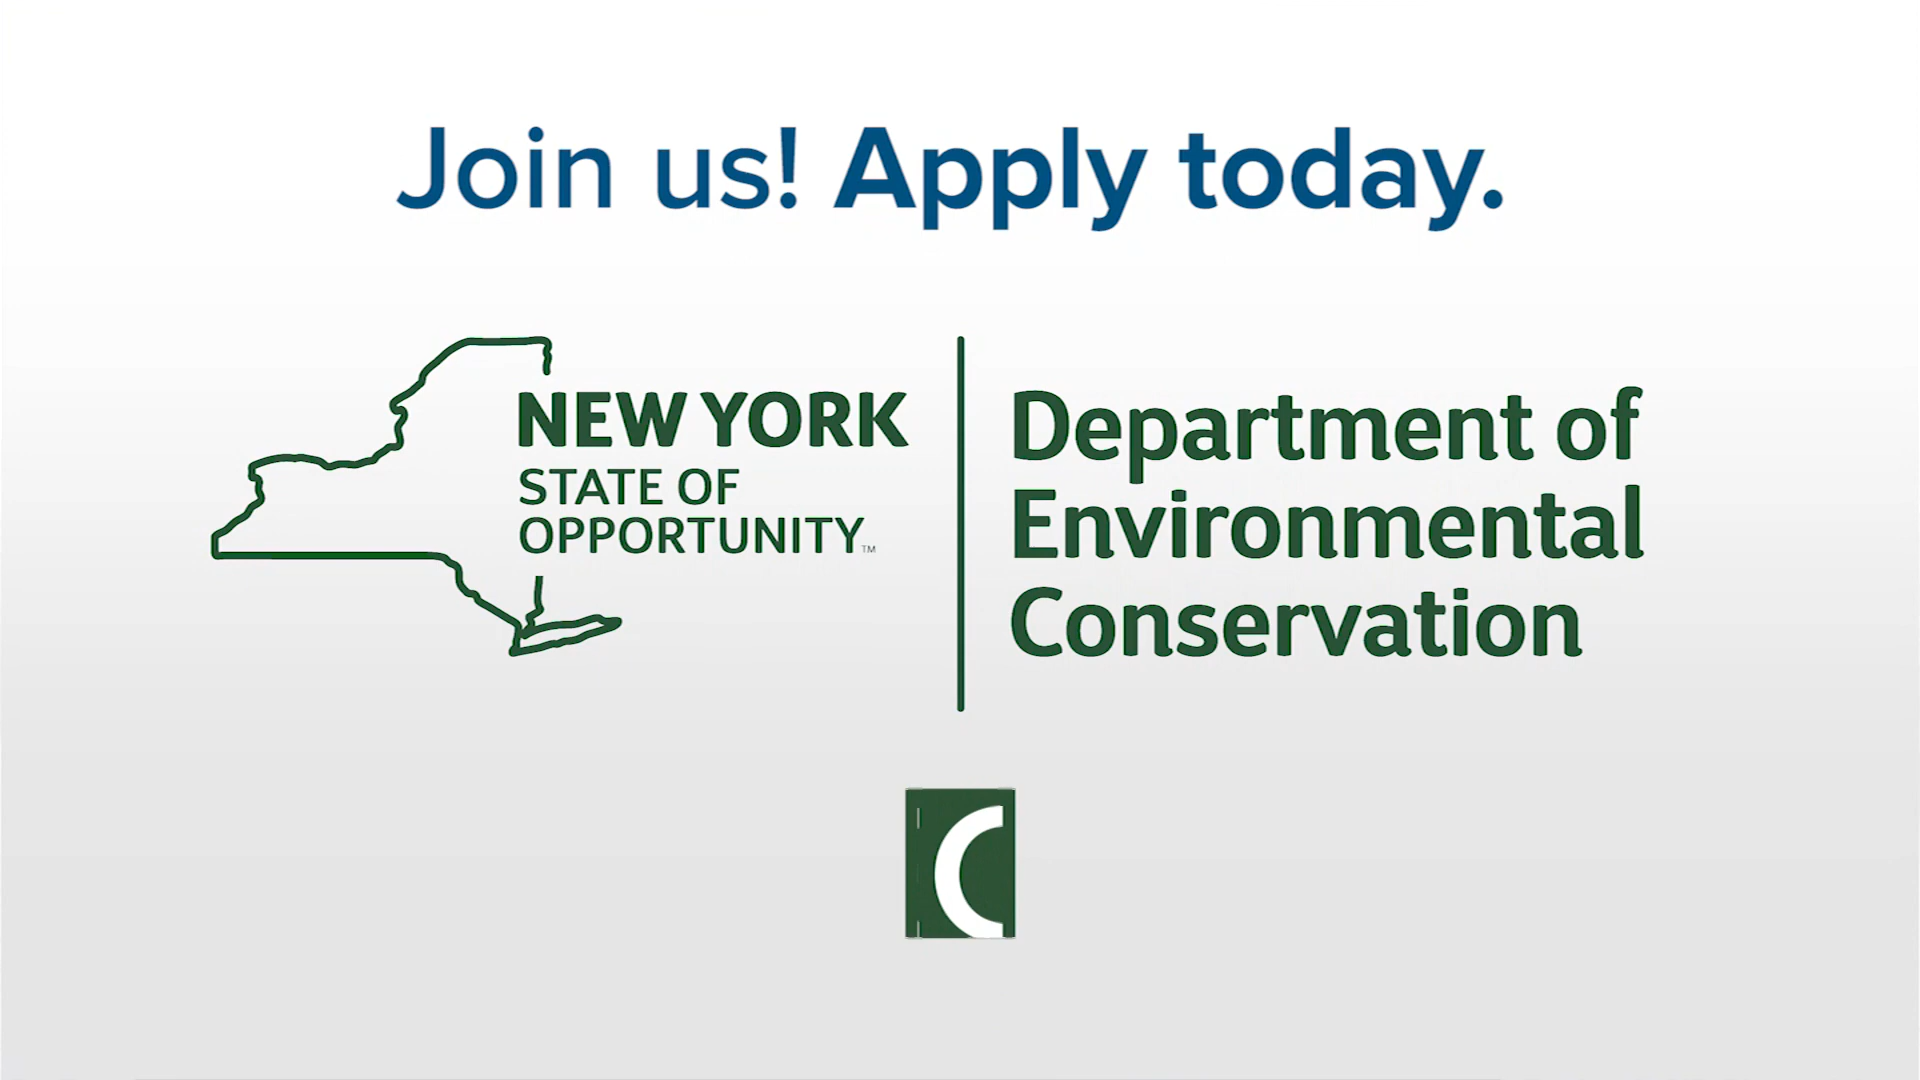 Join us! Apply today.
NEW YORK
STATE OF
OPPORTUNITY™
Department of
Environmental
Conservation